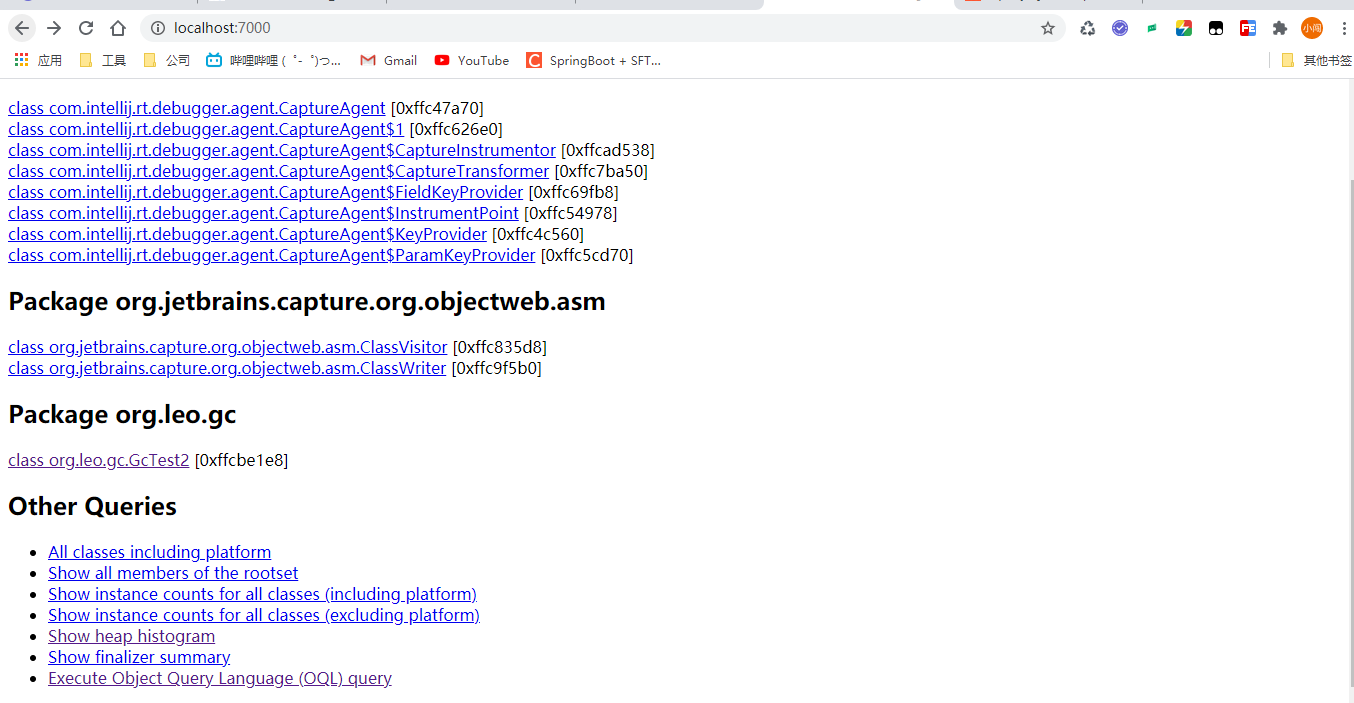 localhost:7000
小闯
应用
工具
公司
哔哩哔哩 (゜-゜)つ...
Gmail
YouTube
SpringBoot + SFT...
其他书签
class com.intellij.rt.debugger.agent.CaptureAgent [0xffc47a70]
class com.intellij.rt.debugger.agent.CaptureAgent$1 [0xffc626e0]
class com.intellij.rt.debugger.agent.CaptureAgent$CaptureInstrumentor [0xffcad538]
class com.intellij.rt.debugger.agent.CaptureAgent$CaptureTransformer [0xffc7ba50]
class com.intellij.rt.debugger.agent.CaptureAgent$FieldKeyProvider [0xffc69fb8]
class com.intellij.rt.debugger.agent.CaptureAgent$InstrumentPoint [0xffc54978]
class com.intellij.rt.debugger.agent.CaptureAgent$KeyProvider [0xffc4c560]
class com.intellij.rt.debugger.agent.CaptureAgent$ParamKeyProvider [0xffc5cd70]
Package org.jetbrains.capture.org.objectweb.asm
class org.jetbrains.capture.org.objectweb.asm.ClassVisitor [0xffc835d8]
class org.jetbrains.capture.org.objectweb.asm.ClassWriter [0xffc9f5b0]
Package org.leo.gc
class org.leo.gc.GcTest2 [0xffcbe1e8]
Other Queries
All classes including platform
Show all members of the rootset
Show instance counts for all classes (including platform)
Show instance counts for all classes (excluding platform)
Show heap histogram
Show finalizer summary
Execute Object Query Language (OQL) query